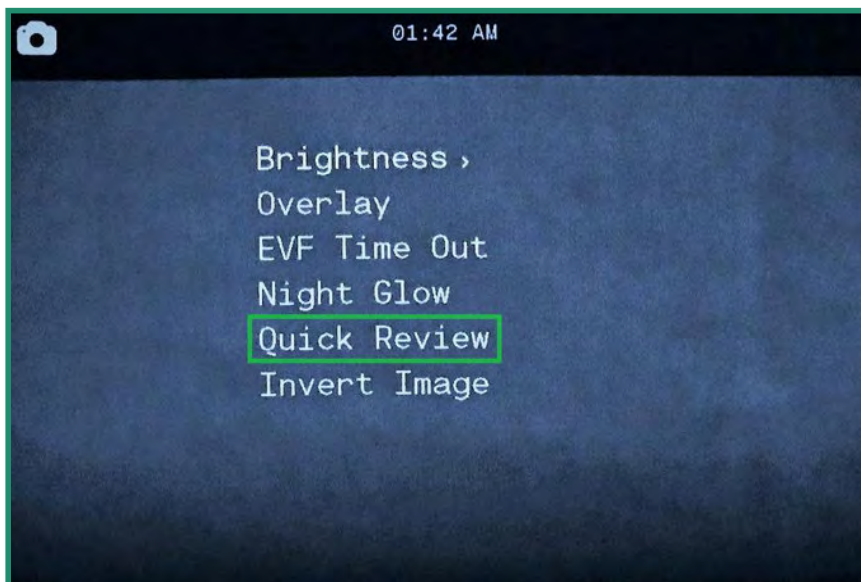 01:42 AM
Brightness ›
Overlay
EVF Time Out
Night Glow
Quick Review
Invert Image